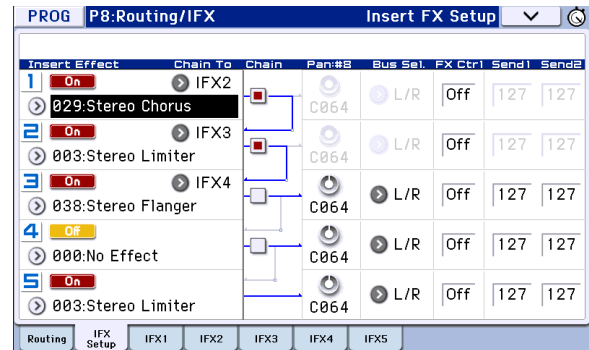 PROG P8:Routing/IFX Insert FX Setup
Insert Effect Chain To Chain Pan:#8 Bus Sel. FX Ctrl Send1 Send2
1 On IFX2
029:Stereo Chorus C064 L/R Off 127 127
2 On IFX3
003:Stereo Limiter C064 L/R Off 127 127
3 On IFX4
038:Stereo Flanger C064 L/R Off 127 127
4 Off
000:No Effect C064 L/R Off 127 127
5 On
003:Stereo Limiter C064 L/R Off 127 127
Routing IFX Setup IFX1 IFX2 IFX3 IFX4 IFX5